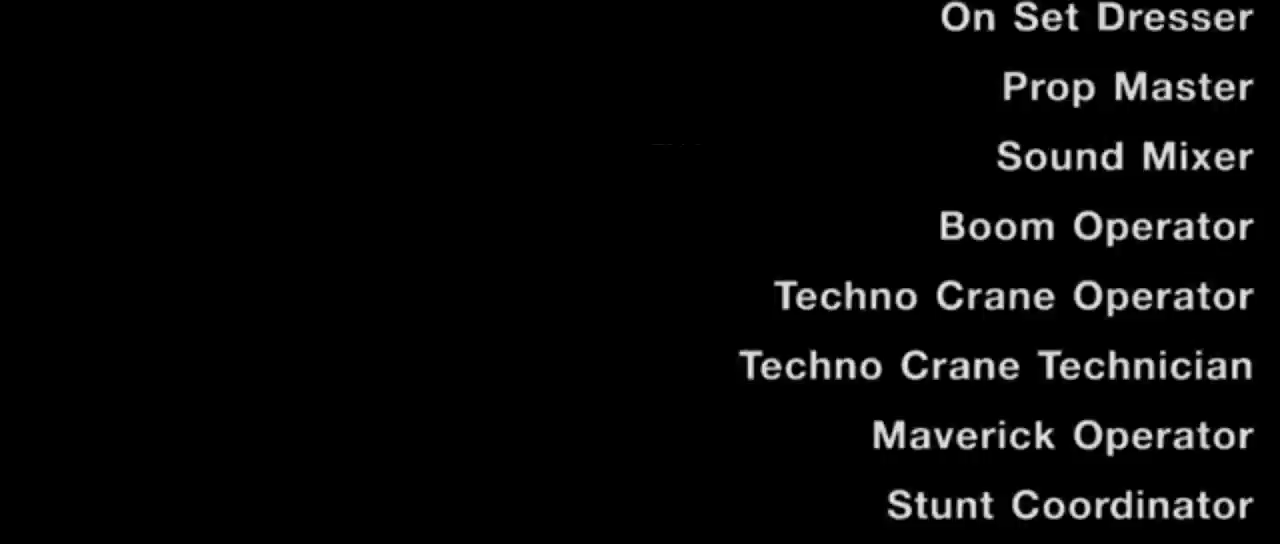 On Set Dresser
Prop Master
Sound Mixer
Boom Operator
Techno Crane Operator
Techno Crane Technician
Maverick Operator
Stunt Coordinator